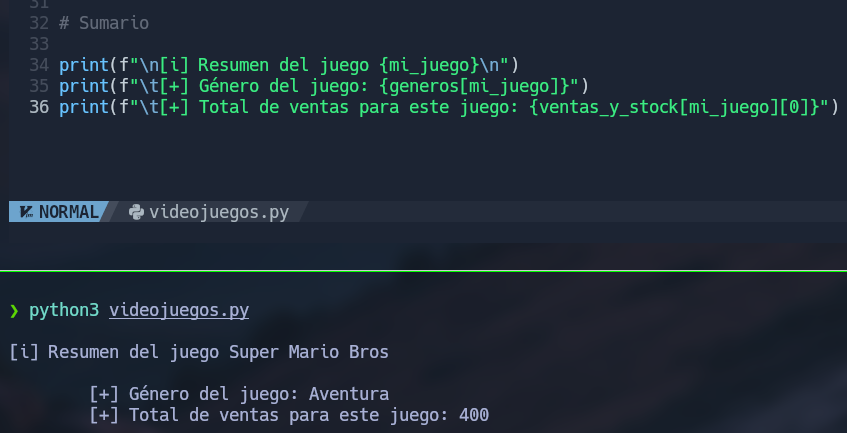 31
32 # Sumario
33
34 print(f"\n[i] Resumen del juego {mi_juego}\n")
35 print(f"\t[+] Género del juego: {generos[mi_juego]}")
36 print(f"\t[+] Total de ventas para este juego: {ventas_y_stock[mi_juego][0]}")
NORMAL videojuegos.py
❯ python3 videojuegos.py
[i] Resumen del juego Super Mario Bros
[+] Género del juego: Aventura
[+] Total de ventas para este juego: 400